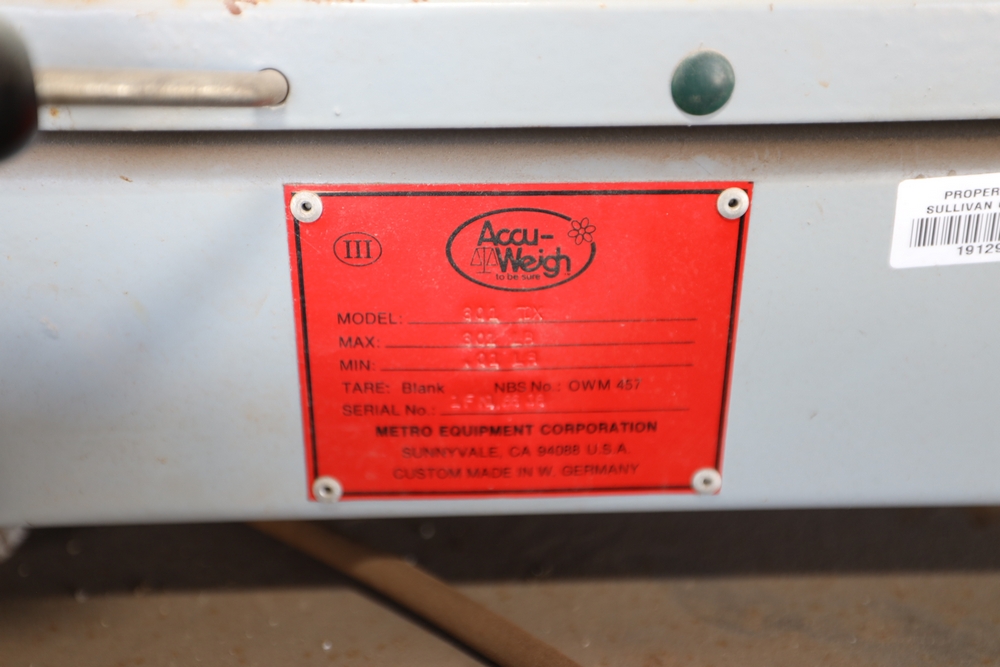 III
Accu-
Weigh
to be sure
MODEL:
MAX:
MIN:
TARE: Blank NBS No.: OWM 457
SERIAL No.:
METRO EQUIPMENT CORPORATION
SUNNYVALE, CA 94088 U.S.A.
CUSTOM MADE IN W. GERMANY
PROPER
SULLIVAN
19129